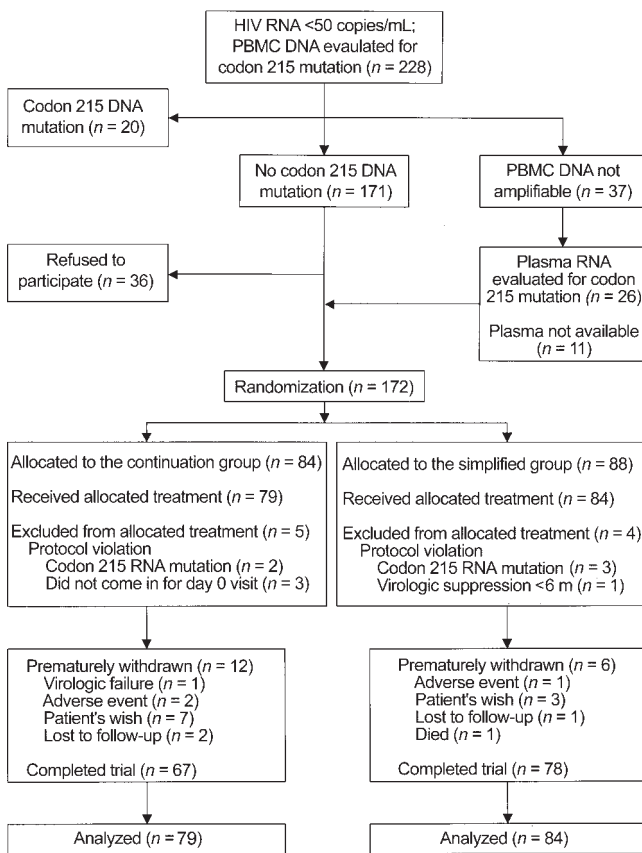 HIV RNA <50 copies/mL;
PBMC DNA evaulated for
codon 215 mutation (n = 228)
Codon 215 DNA
mutation (n = 20)
No codon 215 DNA
mutation (n = 171)
PBMC DNA not
amplifiable (n = 37)
Refused to
participate (n = 36)
Plasma RNA
evaluated for codon
215 mutation (n = 26)
Plasma not available
(n = 11)
Randomization (n = 172)
Allocated to the continuation group (n = 84)
Received allocated treatment (n = 79)
Excluded from allocated treatment (n = 5)
Protocol violation
Codon 215 RNA mutation (n = 2)
Did not come in for day 0 visit (n = 3)
Allocated to the simplified group (n = 88)
Received allocated treatment (n = 84)
Excluded from allocated treatment (n = 4)
Protocol violation
Codon 215 RNA mutation (n = 3)
Virologic suppression <6 m (n = 1)
Prematurely withdrawn (n = 12)
Virologic failure (n = 1)
Adverse event (n = 2)
Patient's wish (n = 7)
Lost to follow-up (n = 2)
Completed trial (n = 67)
Prematurely withdrawn (n = 6)
Adverse event (n = 1)
Patient's wish (n = 3)
Lost to follow-up (n = 1)
Died (n = 1)
Completed trial (n = 78)
Analyzed (n = 79)
Analyzed (n = 84)